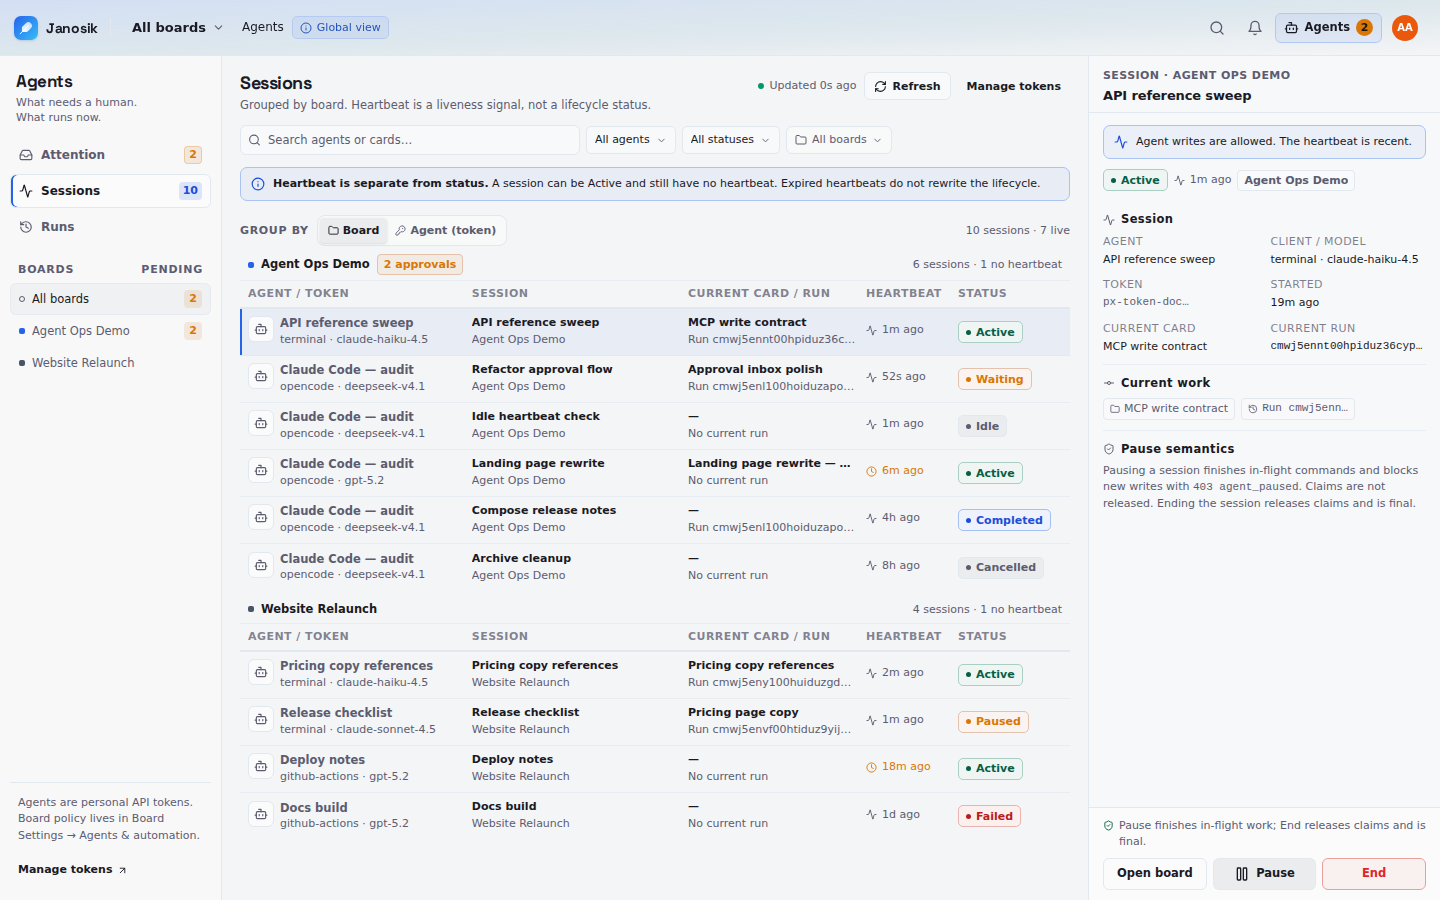 Janosik
All boards
Agents
Global view
Agents 2
AA
Agents
What needs a human.
What runs now.
Attention 2
Sessions 10
Runs
BOARDS PENDING
All boards 2
Agent Ops Demo 2
Website Relaunch
Agents are personal API tokens.
Board policy lives in Board
Settings → Agents & automation.
Manage tokens
Sessions
Grouped by board. Heartbeat is a liveness signal, not a lifecycle status.
Updated 0s ago
Refresh
Manage tokens
Search agents or cards...
All agents
All statuses
All boards
Heartbeat is separate from status. A session can be Active and still have no heartbeat. Expired heartbeats do not rewrite the lifecycle.
GROUP BY Board Agent (token)
10 sessions · 7 live
Agent Ops Demo 2 approvals
6 sessions · 1 no heartbeat
AGENT / TOKEN SESSION CURRENT CARD / RUN HEARTBEAT STATUS
API reference sweep API reference sweep MCP write contract 1m ago Active
terminal · claude-haiku-4.5 Agent Ops Demo Run cmwj5ennt00hpiduz36c...
Claude Code — audit Refactor approval flow Approval inbox polish 52s ago Waiting
opencode · deepseek-v4.1 Agent Ops Demo Run cmwj5enl100hoiduzapo...
Claude Code — audit Idle heartbeat check — 1m ago Idle
opencode · deepseek-v4.1 Agent Ops Demo No current run
Claude Code — audit Landing page rewrite Landing page rewrite — ... 6m ago Active
opencode · gpt-5.2 Agent Ops Demo No current run
Claude Code — audit Compose release notes — 4h ago Completed
opencode · deepseek-v4.1 Agent Ops Demo Run cmwj5enl100hoiduzapo...
Claude Code — audit Archive cleanup — 8h ago Cancelled
opencode · deepseek-v4.1 Agent Ops Demo No current run
Website Relaunch
4 sessions · 1 no heartbeat
AGENT / TOKEN SESSION CURRENT CARD / RUN HEARTBEAT STATUS
Pricing copy references Pricing copy references Pricing copy references 2m ago Active
terminal · claude-haiku-4.5 Website Relaunch Run cmwj5eny100huiduzgd...
Release checklist Release checklist Pricing page copy 1m ago Paused
terminal · claude-sonnet-4.5 Website Relaunch Run cmwj5envf00htiduz9yij...
Deploy notes Deploy notes — 18m ago Active
github-actions · gpt-5.2 Website Relaunch No current run
Docs build Docs build — 1d ago Failed
github-actions · gpt-5.2 Website Relaunch No current run
SESSION · AGENT OPS DEMO
API reference sweep
Agent writes are allowed. The heartbeat is recent.
Active 1m ago Agent Ops Demo
Session
AGENT CLIENT / MODEL
API reference sweep terminal · claude-haiku-4.5
TOKEN STARTED
px-token-doc... 19m ago
CURRENT CARD CURRENT RUN
MCP write contract cmwj5ennt00hpiduz36cyp...
Current work
MCP write contract Run cmwj5enn...
Pause semantics
Pausing a session finishes in-flight commands and blocks
new writes with 403 agent_paused. Claims are not
released. Ending the session releases claims and is final.
Pause finishes in-flight work; End releases claims and is
final.
Open board Pause End